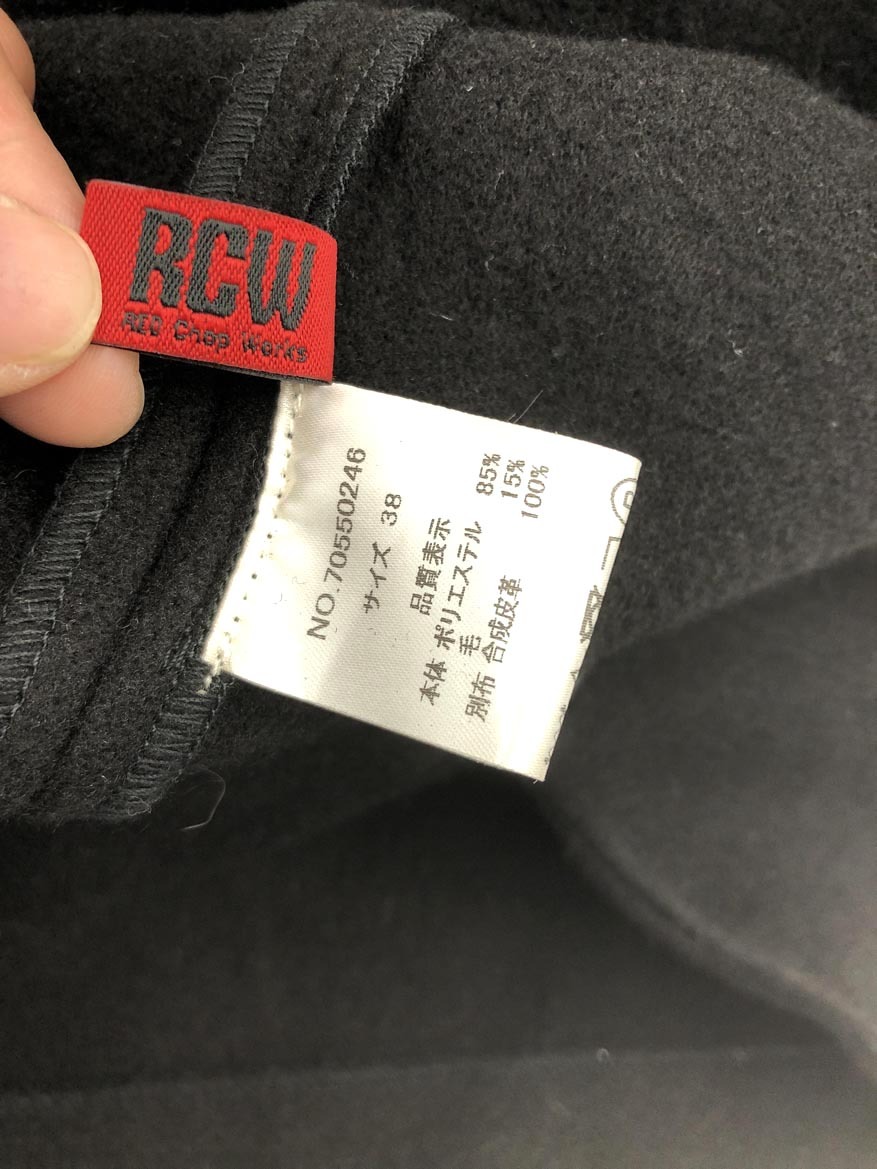 RCW
RED Chop Works
NO.70550246
サイズ 38
品質表示
本体 ポリエステル 85%
毛 15%
別布 合成皮革 100%